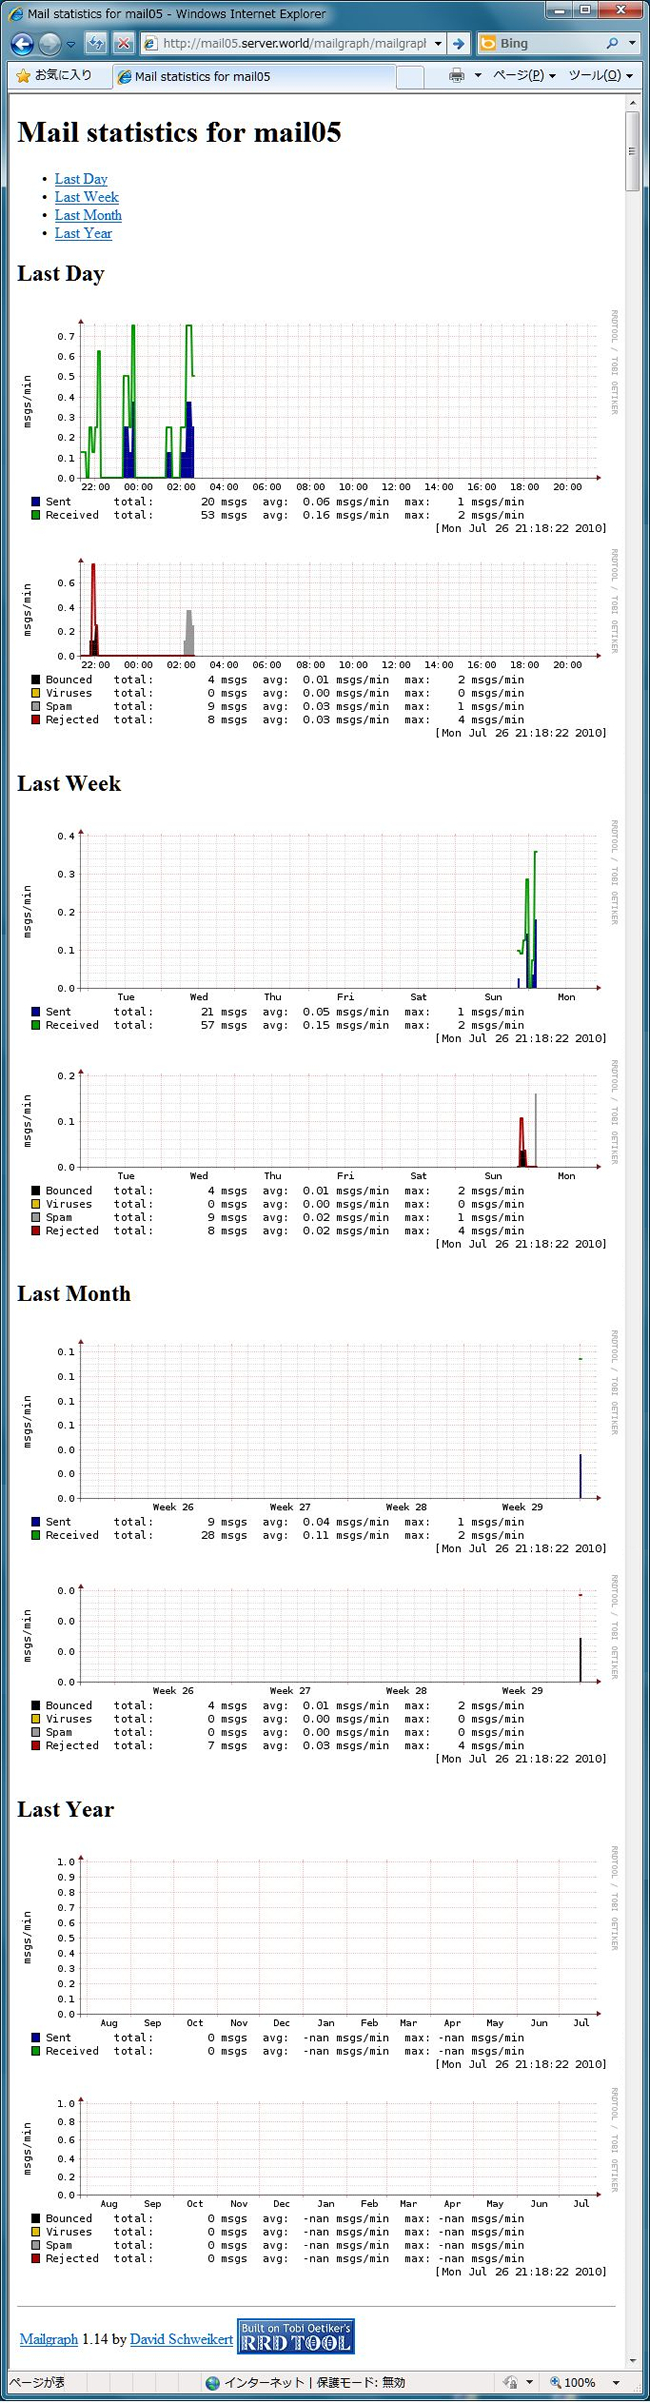 Mail statistics for mail05 - Windows Internet Explorer
http://mail05.server.world/mailgraph/mailgraph
Bing
お気に入り
Mail statistics for mail05
ページ(P)
ツール(O)
Mail statistics for mail05
• Last Day
• Last Week
• Last Month
• Last Year
Last Day
RRDTOOL / TOBI OETIKER
msgs/min
0.7
0.6
0.5
0.4
0.3
0.2
0.1
0.0
22:00 00:00 02:00 04:00 06:00 08:00 10:00 12:00 14:00 16:00 18:00 20:00
Sent total: 20 msgs avg: 0.06 msgs/min max: 1 msgs/min
Received total: 53 msgs avg: 0.16 msgs/min max: 2 msgs/min
[Mon Jul 26 21:18:22 2010]
RRDTOOL / TOBI OETIKER
msgs/min
0.6
0.4
0.2
0.0
22:00 00:00 02:00 04:00 06:00 08:00 10:00 12:00 14:00 16:00 18:00 20:00
Bounced total: 4 msgs avg: 0.01 msgs/min max: 2 msgs/min
Viruses total: 0 msgs avg: 0.00 msgs/min max: 0 msgs/min
Spam total: 9 msgs avg: 0.03 msgs/min max: 1 msgs/min
Rejected total: 8 msgs avg: 0.03 msgs/min max: 4 msgs/min
[Mon Jul 26 21:18:22 2010]
Last Week
RRDTOOL / TOBI OETIKER
msgs/min
0.4
0.3
0.2
0.1
0.0
Tue Wed Thu Fri Sat Sun Mon
Sent total: 21 msgs avg: 0.05 msgs/min max: 1 msgs/min
Received total: 57 msgs avg: 0.15 msgs/min max: 2 msgs/min
[Mon Jul 26 21:18:22 2010]
RRDTOOL / TOBI OETIKER
msgs/min
0.2
0.1
0.0
Tue Wed Thu Fri Sat Sun Mon
Bounced total: 4 msgs avg: 0.01 msgs/min max: 2 msgs/min
Viruses total: 0 msgs avg: 0.00 msgs/min max: 0 msgs/min
Spam total: 9 msgs avg: 0.02 msgs/min max: 1 msgs/min
Rejected total: 8 msgs avg: 0.02 msgs/min max: 4 msgs/min
[Mon Jul 26 21:18:22 2010]
Last Month
RRDTOOL / TOBI OETIKER
msgs/min
0.1
0.1
0.1
0.1
0.0
0.0
0.0
Week 26 Week 27 Week 28 Week 29
Sent total: 9 msgs avg: 0.04 msgs/min max: 1 msgs/min
Received total: 28 msgs avg: 0.11 msgs/min max: 2 msgs/min
[Mon Jul 26 21:18:22 2010]
RRDTOOL / TOBI OETIKER
msgs/min
0.0
0.0
0.0
0.0
Week 26 Week 27 Week 28 Week 29
Bounced total: 4 msgs avg: 0.01 msgs/min max: 2 msgs/min
Viruses total: 0 msgs avg: 0.00 msgs/min max: 0 msgs/min
Spam total: 0 msgs avg: 0.00 msgs/min max: 0 msgs/min
Rejected total: 7 msgs avg: 0.03 msgs/min max: 4 msgs/min
[Mon Jul 26 21:18:22 2010]
Last Year
RRDTOOL / TOBI OETIKER
msgs/min
1.0
0.9
0.8
0.7
0.6
0.5
0.4
0.3
0.2
0.1
0.0
Aug Sep Oct Nov Dec Jan Feb Mar Apr May Jun Jul
Sent total: 0 msgs avg: -nan msgs/min max: -nan msgs/min
Received total: 0 msgs avg: -nan msgs/min max: -nan msgs/min
[Mon Jul 26 21:18:22 2010]
RRDTOOL / TOBI OETIKER
msgs/min
1.0
0.8
0.6
0.4
0.2
0.0
Aug Sep Oct Nov Dec Jan Feb Mar Apr May Jun Jul
Bounced total: 0 msgs avg: -nan msgs/min max: -nan msgs/min
Viruses total: 0 msgs avg: -nan msgs/min max: -nan msgs/min
Spam total: 0 msgs avg: -nan msgs/min max: -nan msgs/min
Rejected total: 0 msgs avg: -nan msgs/min max: -nan msgs/min
[Mon Jul 26 21:18:22 2010]
Mailgraph 1.14 by David Schweikert
Built on Tobi Oetiker's
RRD TOOL
ページが表
インターネット | 保護モード: 無効
100%